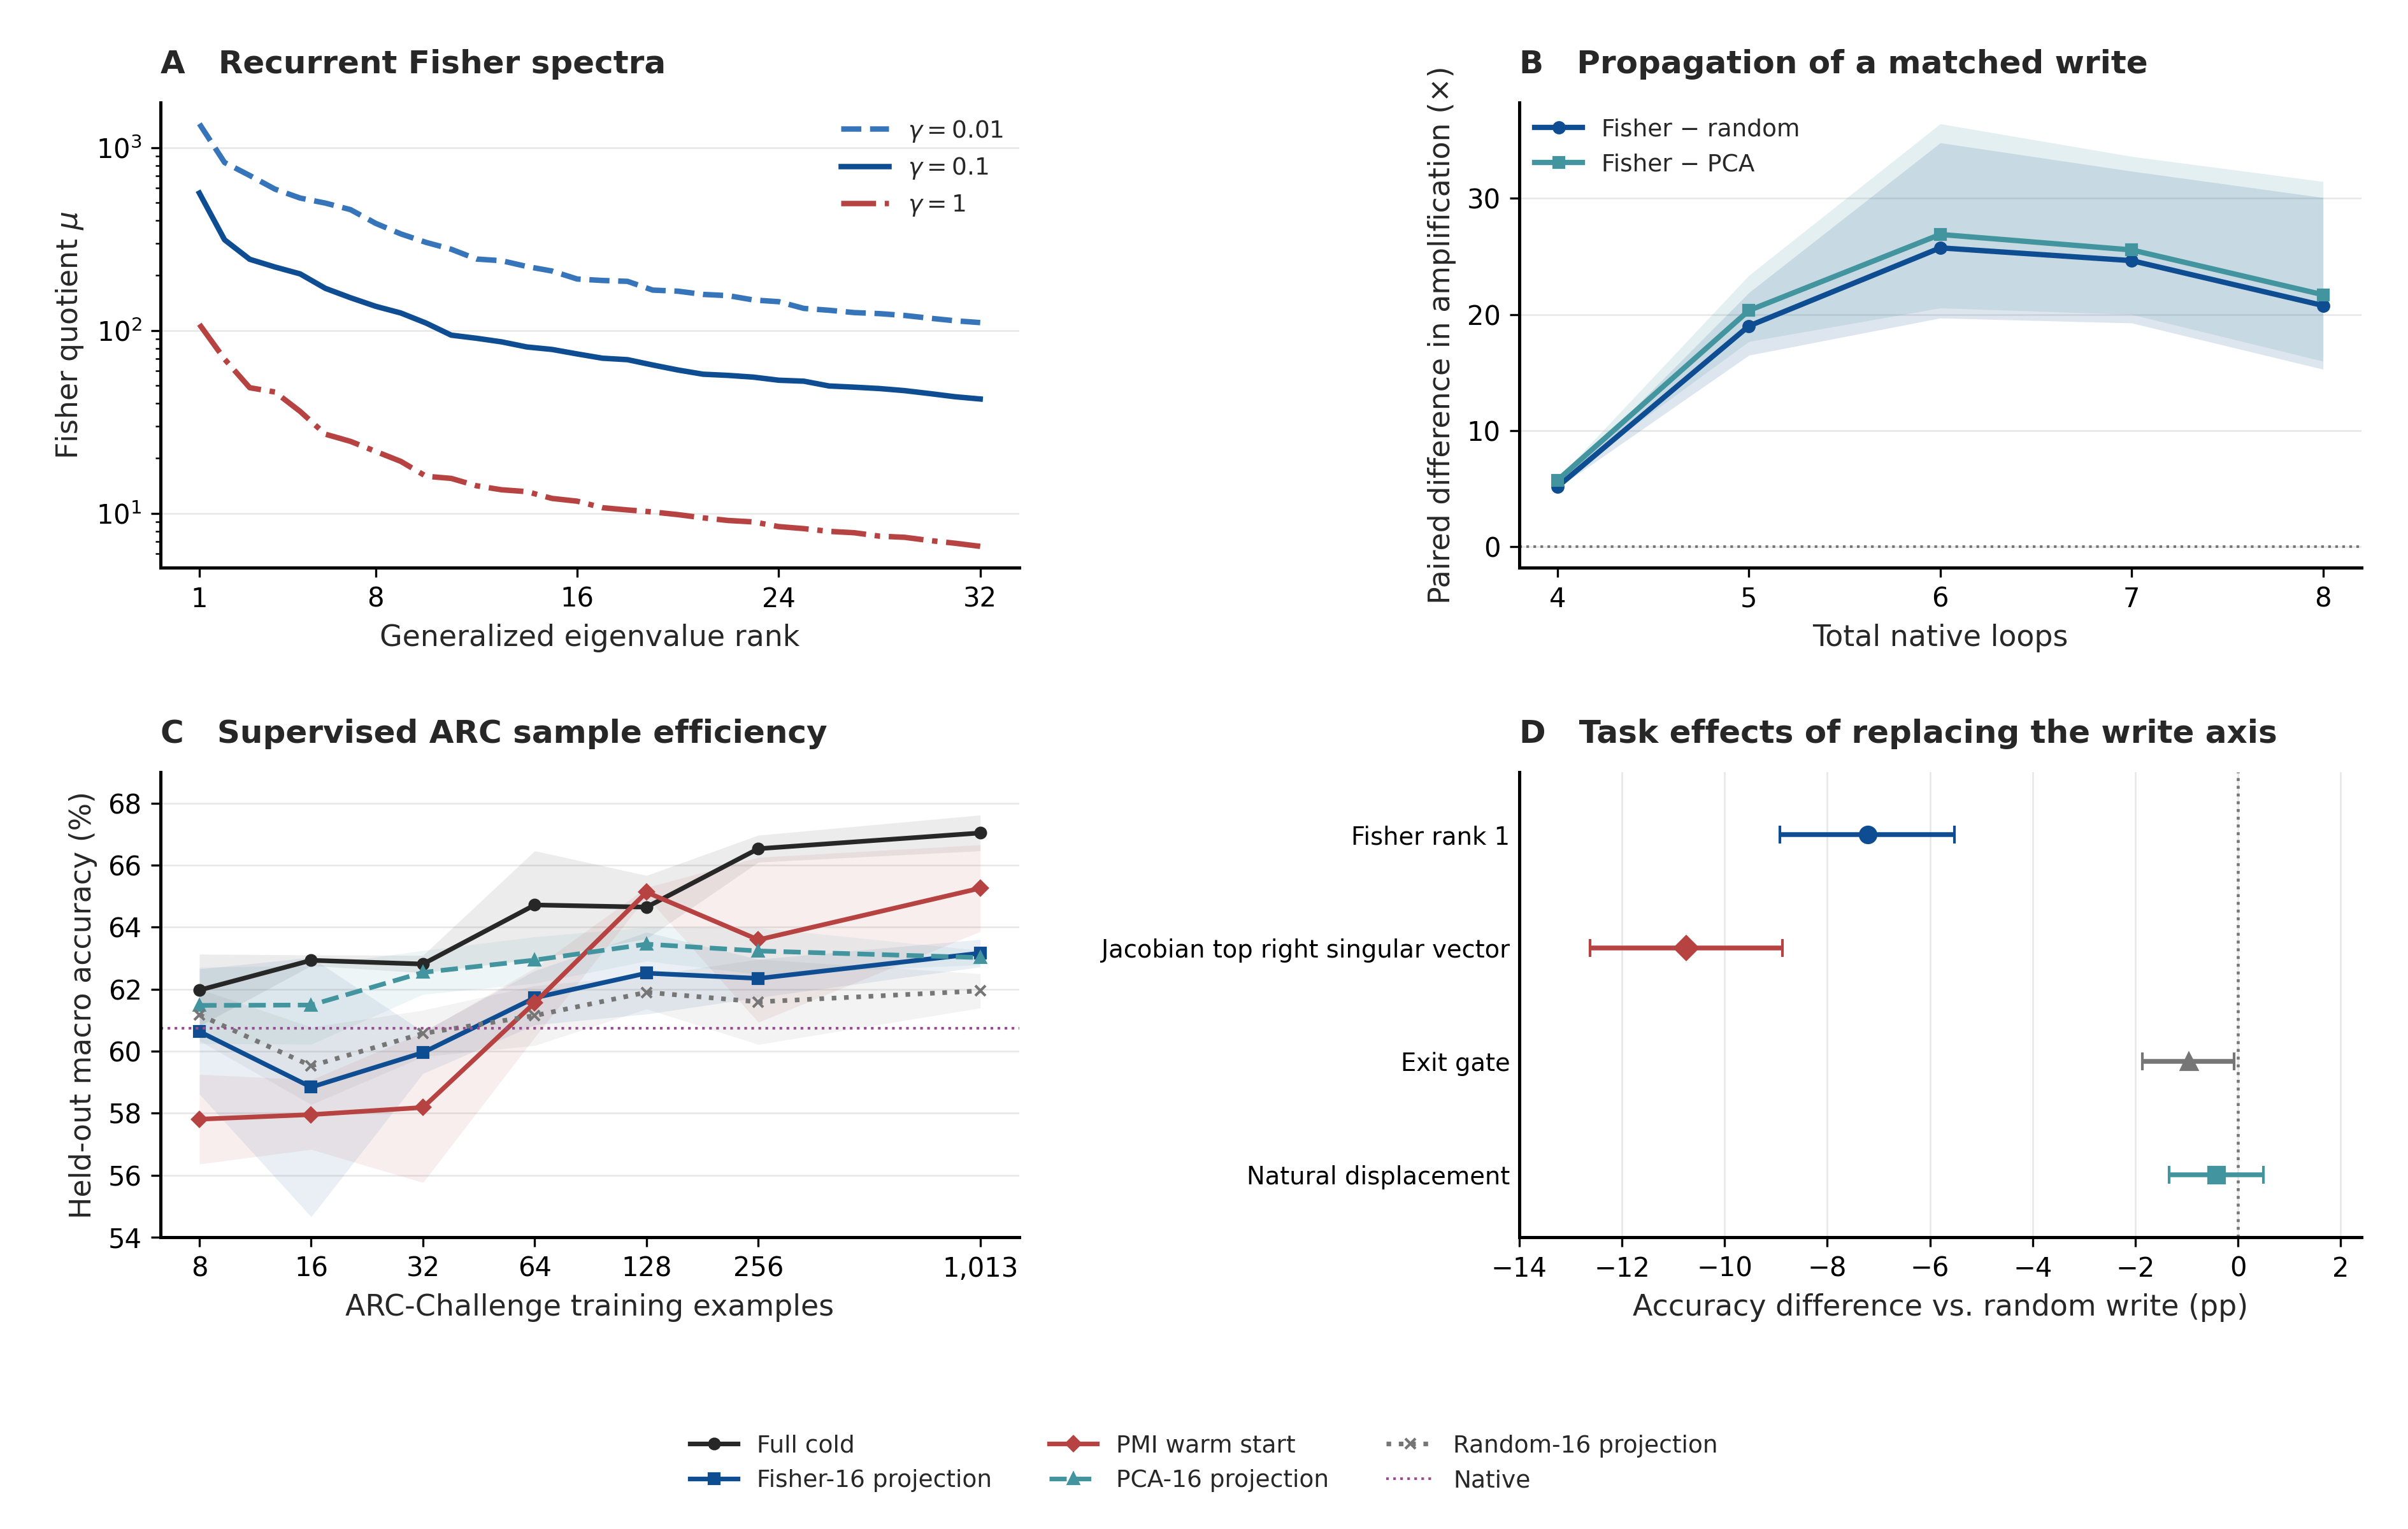 A Recurrent Fisher spectra
Fisher quotient μ
10³
10²
10¹
γ = 0.01
γ = 0.1
γ = 1
1 8 16 24 32
Generalized eigenvalue rank
B Propagation of a matched write
Paired difference in amplification (×)
30
20
10
0
Fisher − random
Fisher − PCA
4 5 6 7 8
Total native loops
C Supervised ARC sample efficiency
Held-out macro accuracy (%)
68
66
64
62
60
58
56
54
8 16 32 64 128 256 1,013
ARC-Challenge training examples
D Task effects of replacing the write axis
Fisher rank 1
Jacobian top right singular vector
Exit gate
Natural displacement
−14 −12 −10 −8 −6 −4 −2 0 2
Accuracy difference vs. random write (pp)
Full cold PMI warm start Random-16 projection
Fisher-16 projection PCA-16 projection Native